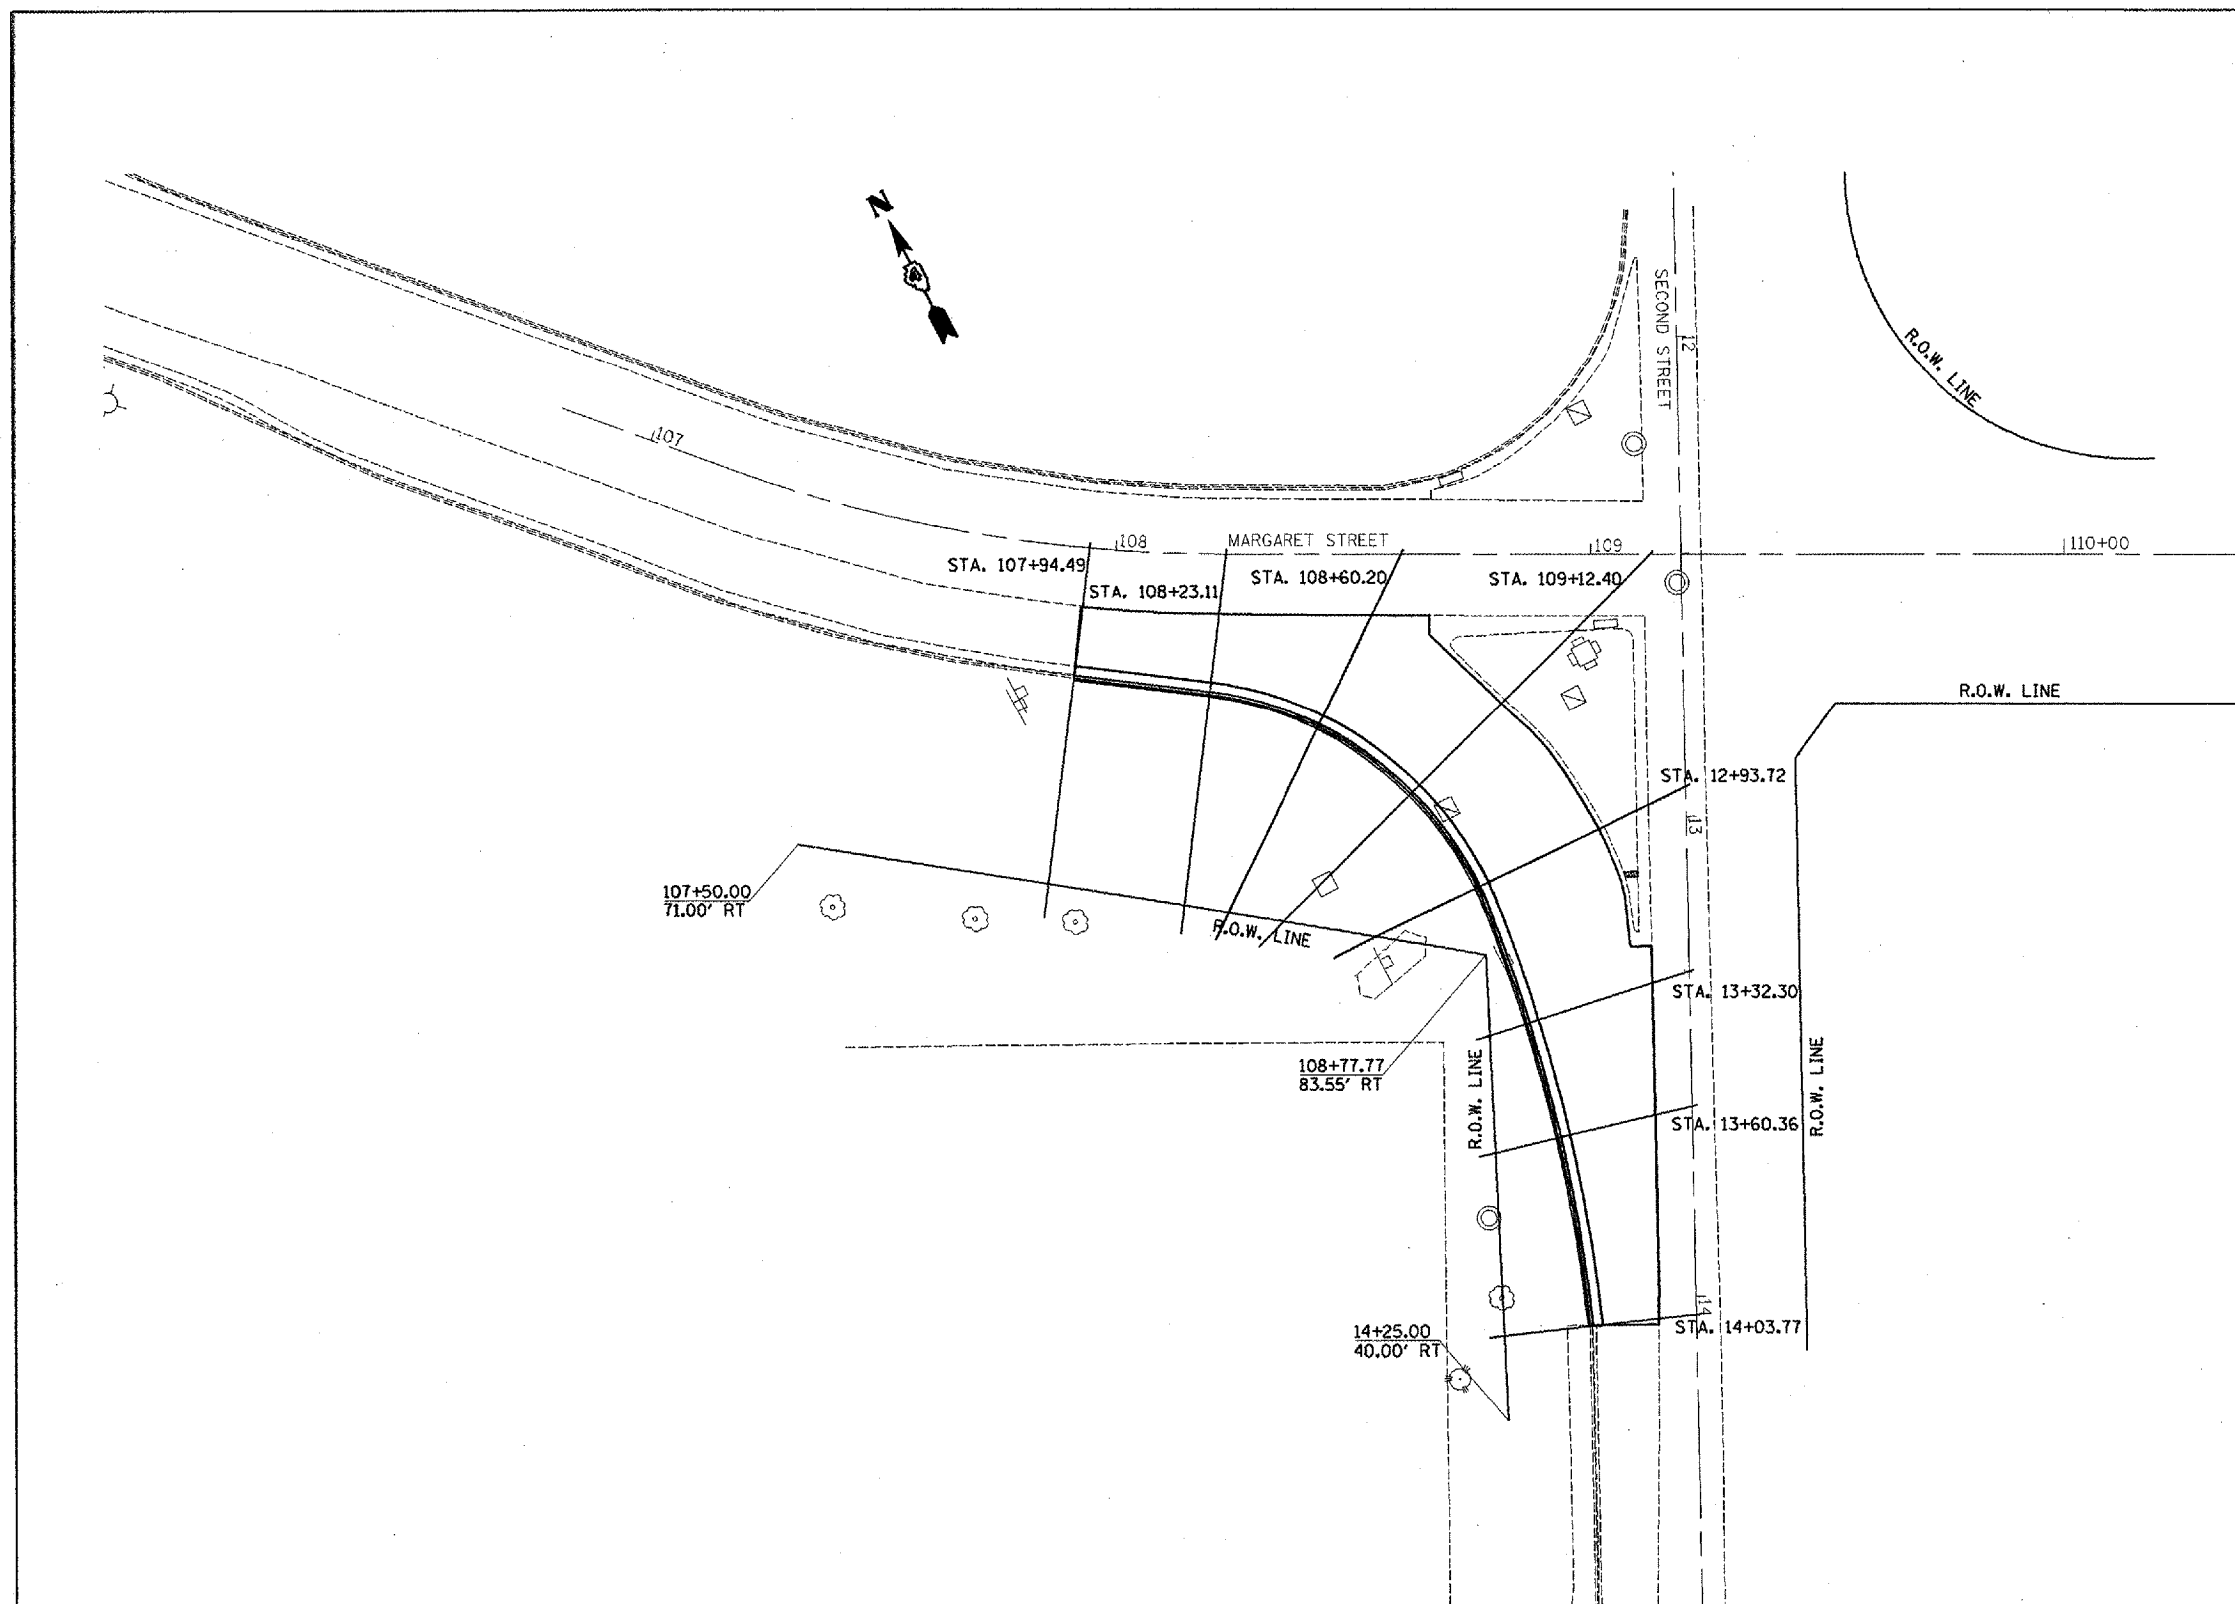 N
SECOND STREET
12
R.O.W. LINE
107
108
MARGARET STREET
109
110+00
STA. 107+94.49
STA. 108+23.11
STA. 108+60.20
STA. 109+12.40
R.O.W. LINE
STA. 12+93.72
13
107+50.00
71.00' RT
R.O.W. LINE
STA. 13+32.30
108+77.77
83.55' RT
R.O.W. LINE
R.O.W. LINE
STA. 13+60.36
14
14+25.00
40.00' RT
STA. 14+03.77